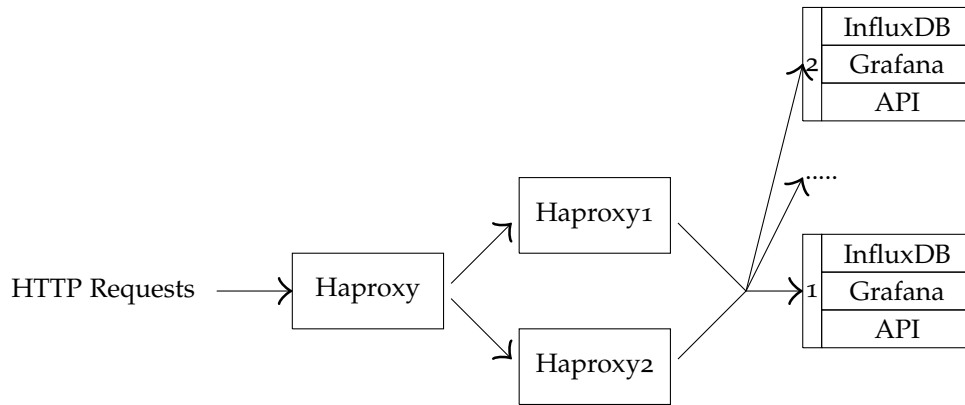 InfluxDB
2
Grafana
API
.....
Haproxy1
InfluxDB
HTTP Requests
Haproxy
1
Grafana
API
Haproxy2